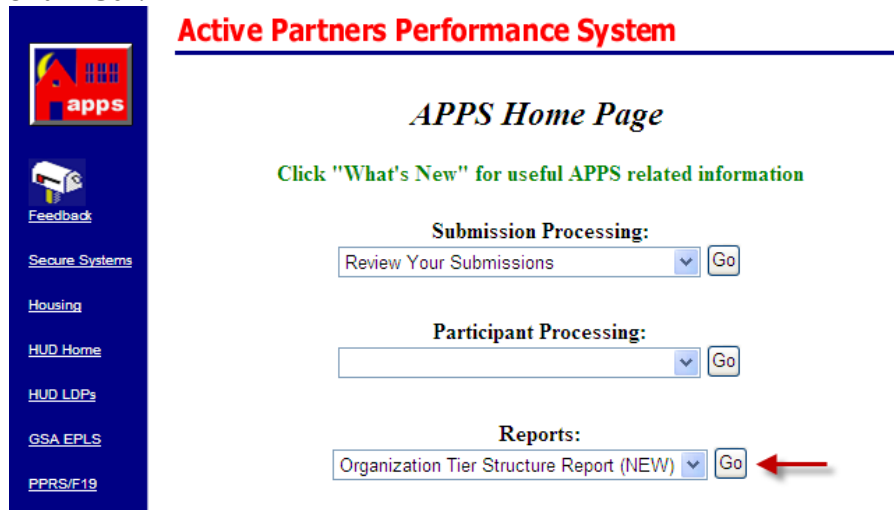 Active Partners Performance System
apps
APPS Home Page
Click "What's New" for useful APPS related information
Feedback
Submission Processing:
Secure Systems
Review Your Submissions Go
Housing
Participant Processing:
HUD Home
Go
HUD LDPs
GSA EPLS
Reports:
Organization Tier Structure Report (NEW) Go
PPRS/F19